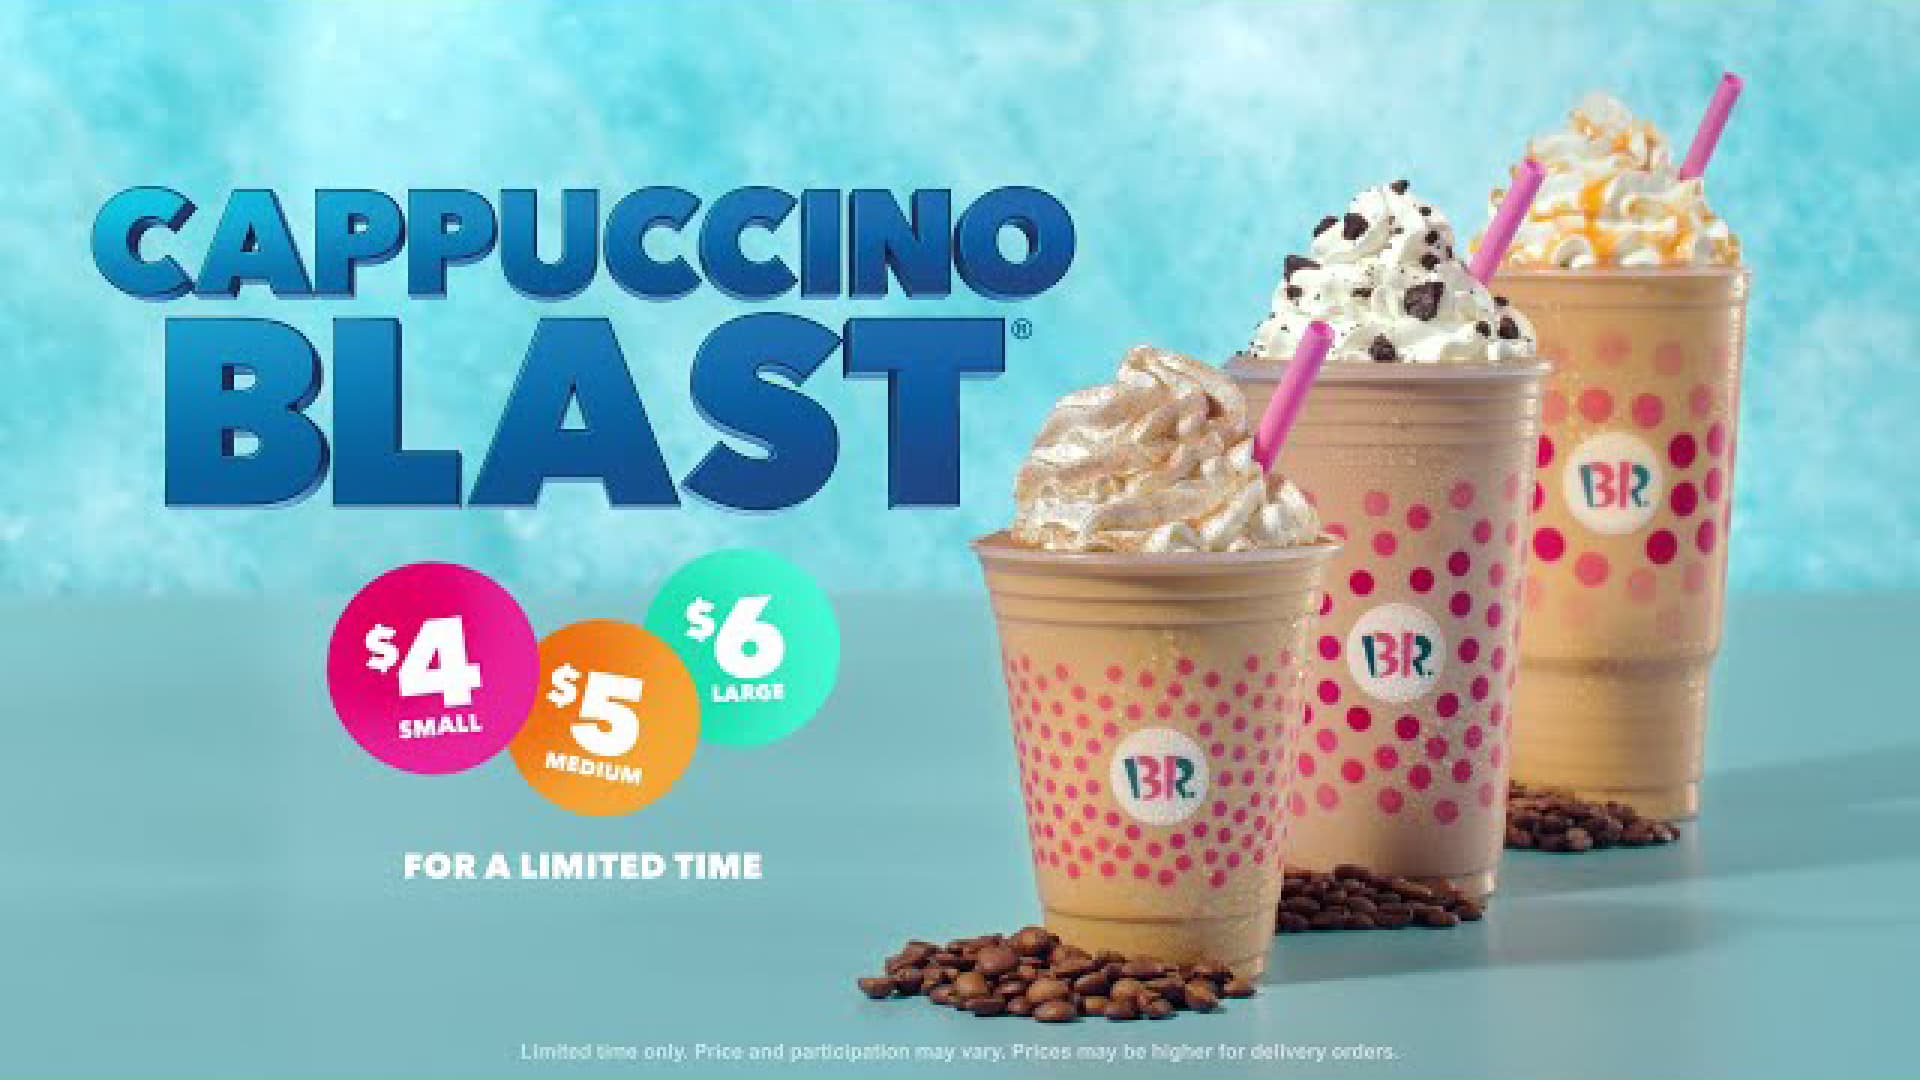 CAPPUCCINO
BLAST®
$4
SMALL
$5
MEDIUM
$6
LARGE
FOR A LIMITED TIME
BR
BR
BR
Limited time only. Price and participation may vary. Prices may be higher for delivery orders.